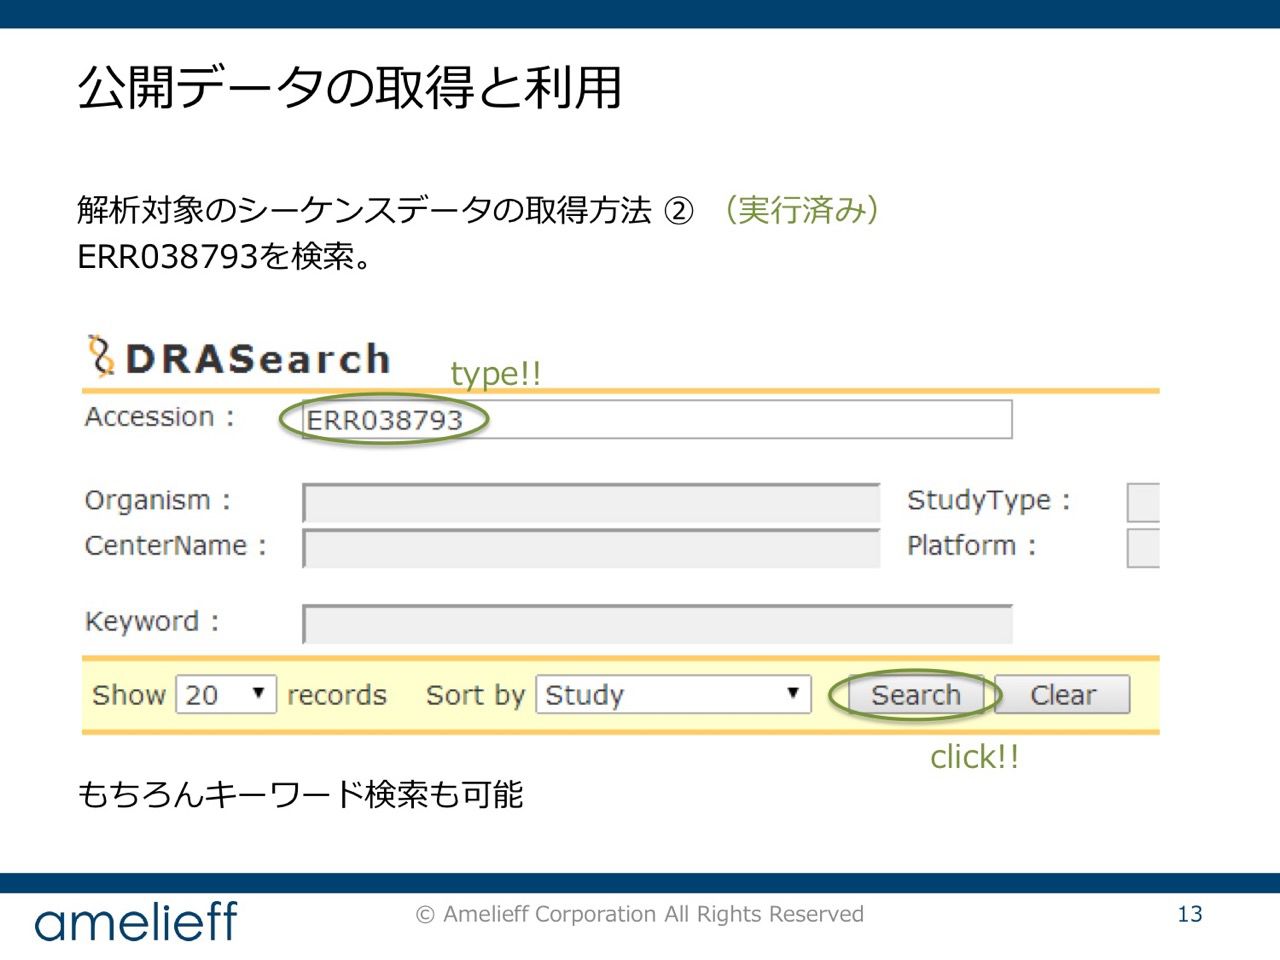 公開データの取得と利用
解析対象のシーケンスデータの取得方法 ② （実行済み）
ERR038793を検索。
DRASearch
type!!
Accession : ERR038793
Organism : StudyType :
CenterName : Platform :
Keyword :
Show 20 records Sort by Study Search Clear
click!!
もちろんキーワード検索も可能
amelieff © Amelieff Corporation All Rights Reserved 13